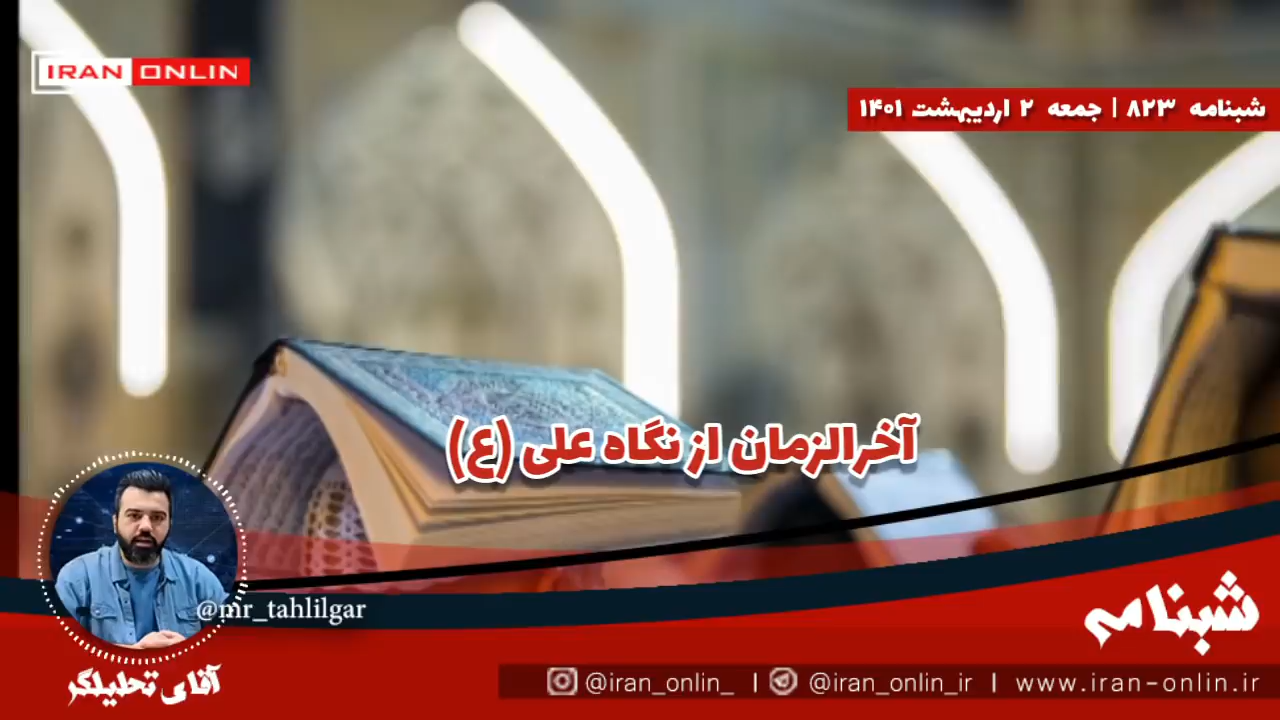 IRAN ONLIN
شبنامه ۸۲۳ | جمعه ۲ اردیبهشت ۱۴۰۱
آخرالزمان از نگاه علی (ع)
@mr_tahlilgar
آقای تحلیلگر
شبنامه
@iran_onlin_ | @iran_onlin_ir | www.iran-onlin.ir